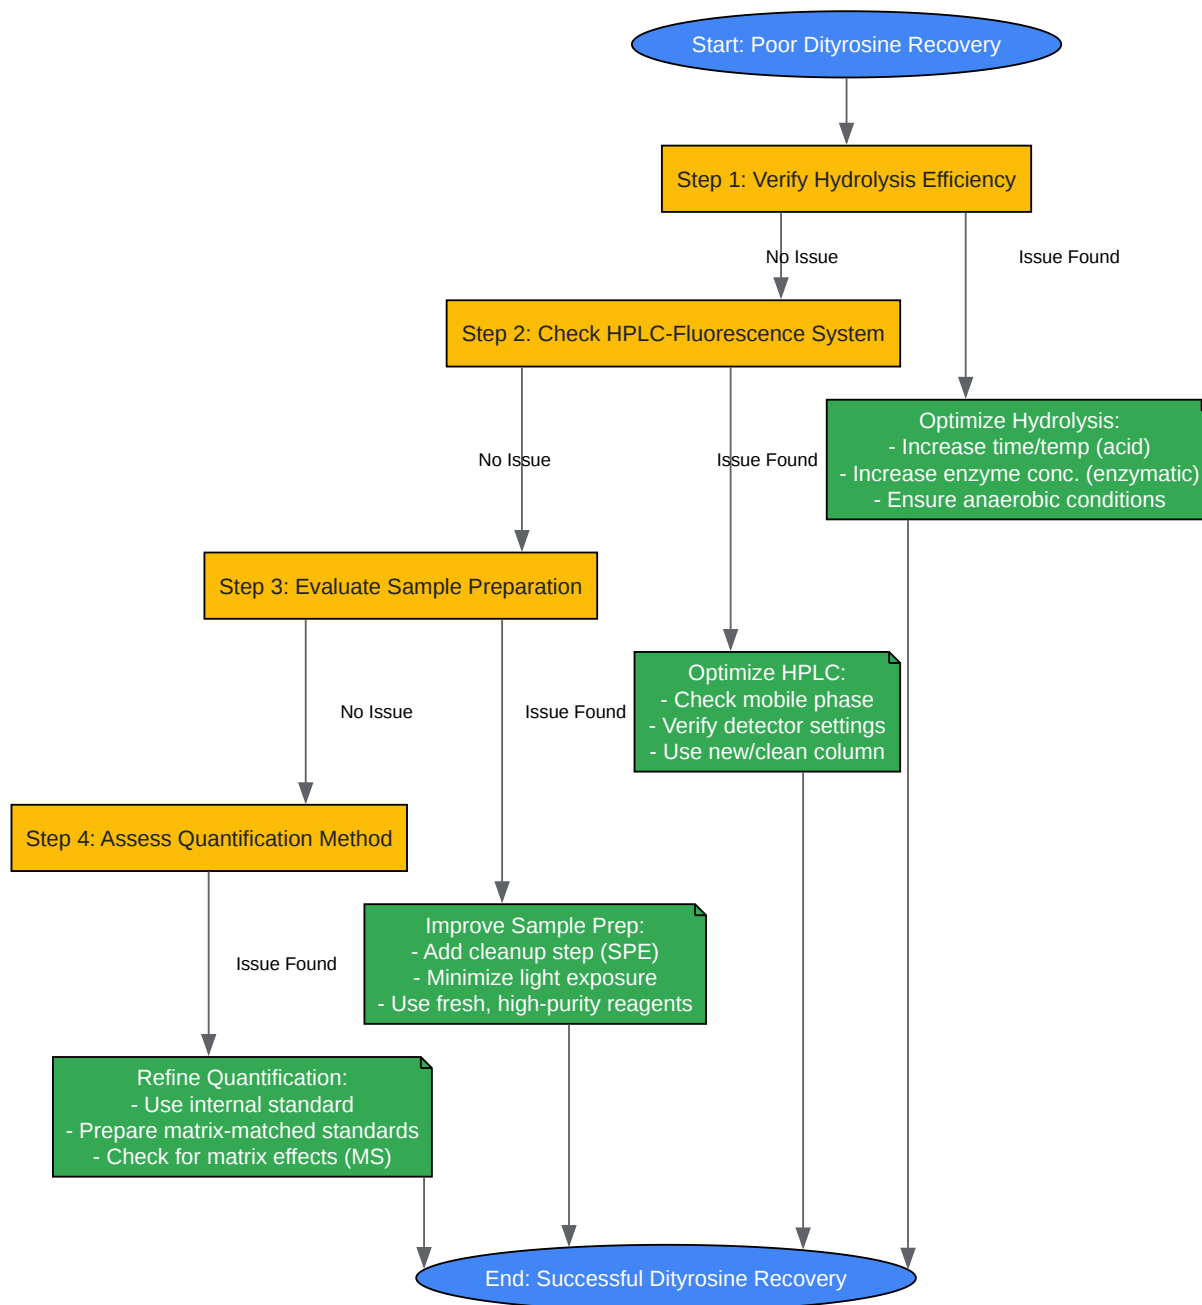 Start: Poor Dityrosine Recovery
Step 1: Verify Hydrolysis Efficiency
No Issue
Issue Found
Step 2: Check HPLC-Fluorescence System
Optimize Hydrolysis:
- Increase time/temp (acid)
- Increase enzyme conc. (enzymatic)
- Ensure anaerobic conditions
No Issue
Issue Found
Step 3: Evaluate Sample Preparation
Optimize HPLC:
- Check mobile phase
- Verify detector settings
- Use new/clean column
No Issue
Issue Found
Step 4: Assess Quantification Method
Improve Sample Prep:
- Add cleanup step (SPE)
- Minimize light exposure
- Use fresh, high-purity reagents
Issue Found
Refine Quantification:
- Use internal standard
- Prepare matrix-matched standards
- Check for matrix effects (MS)
End: Successful Dityrosine Recovery